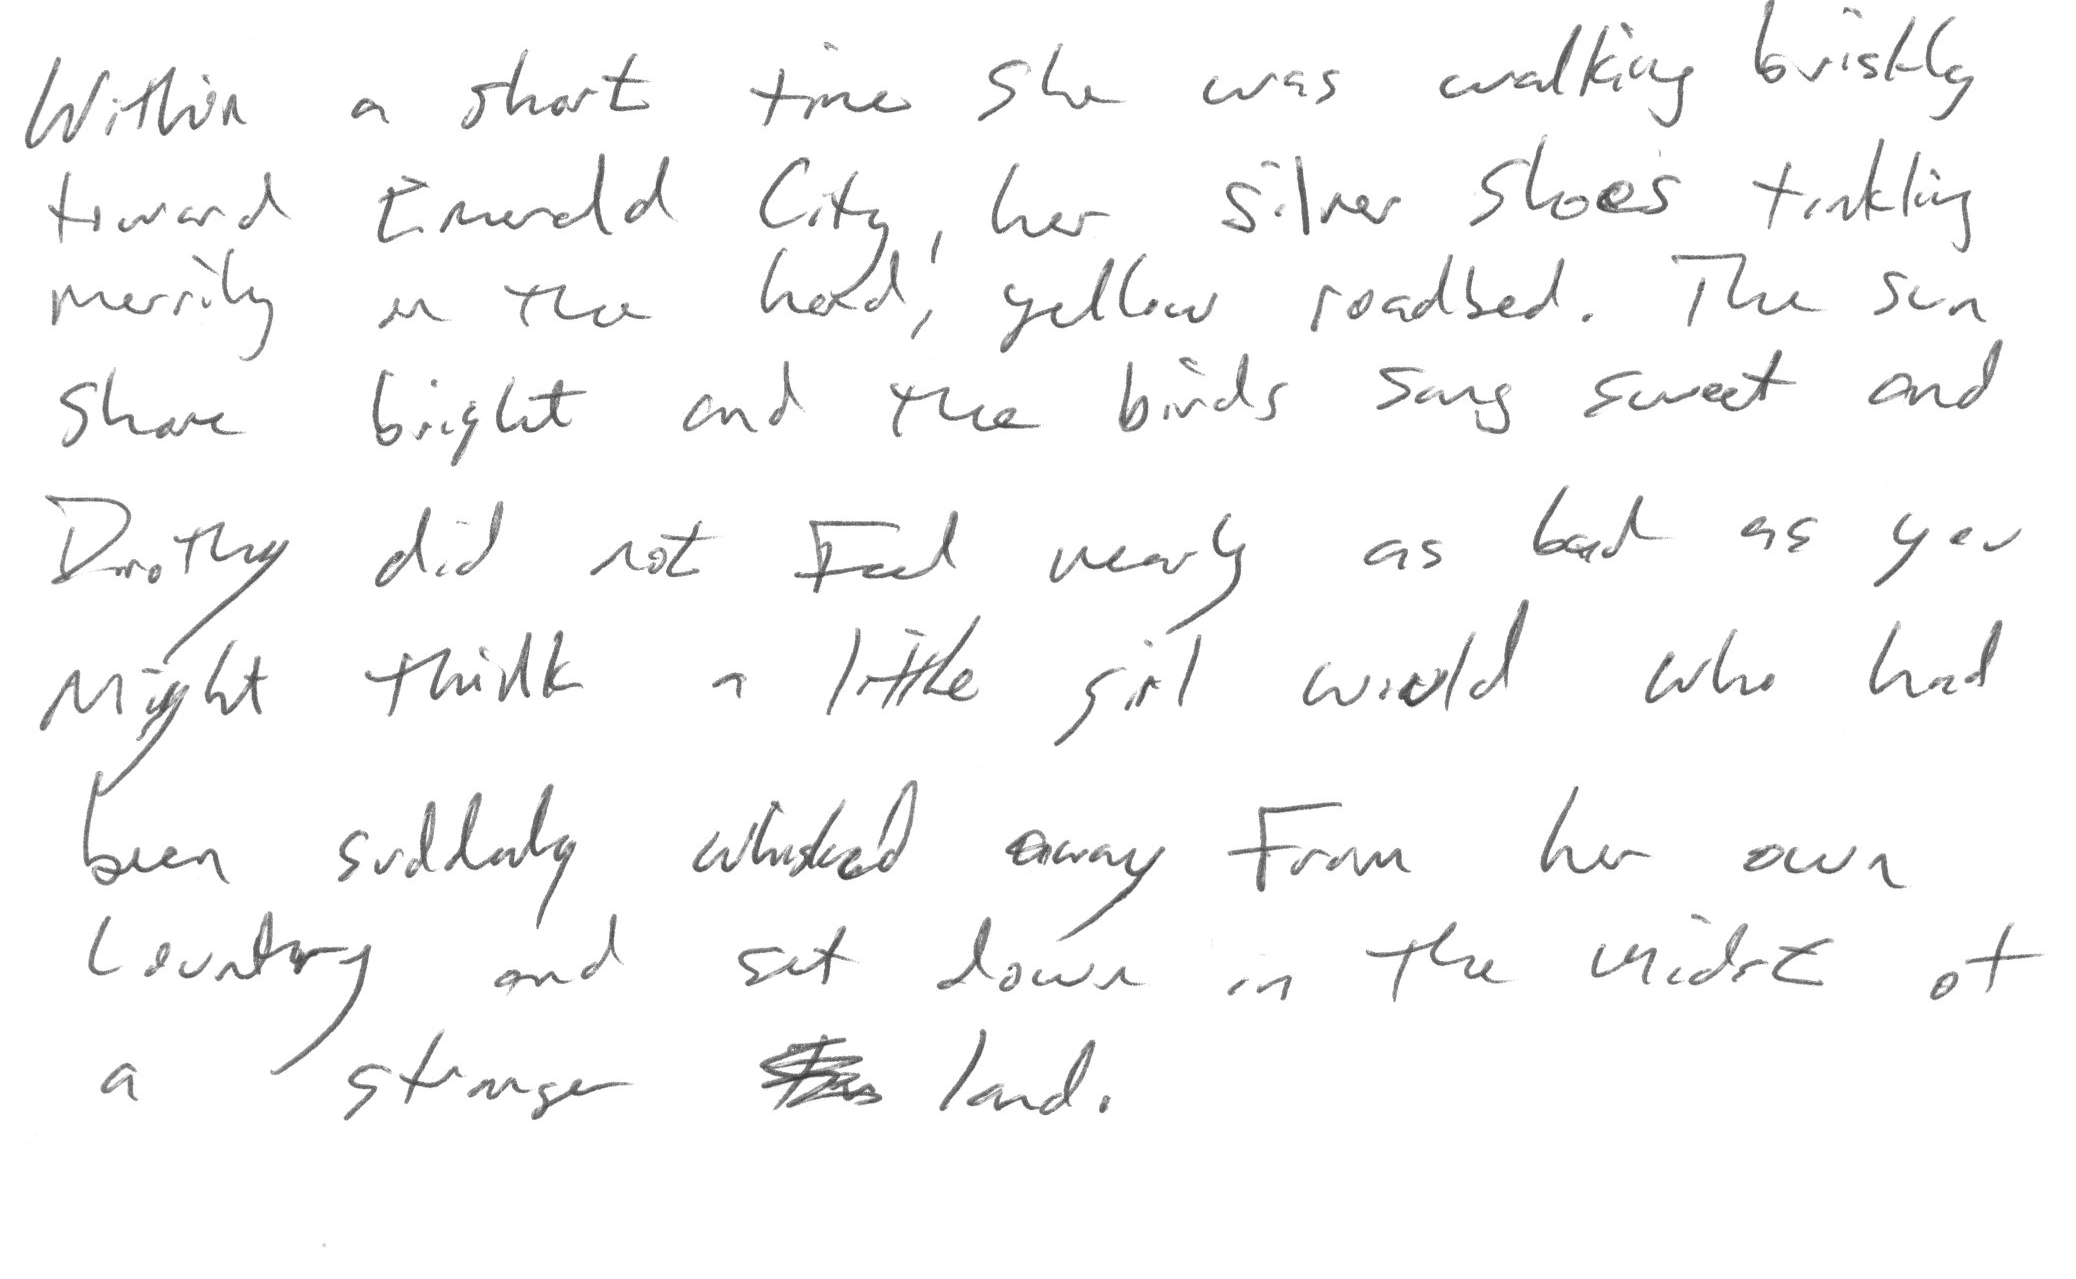 Within a short time she was walking briskly
toward Emerald City, her silver shoes tinkling
merrily on the hard, yellow roadbed. The sun
shone bright and the birds sang sweet and
Dorothy did not feel nearly as bad as you
might think a little girl would who had
been suddenly whisked away from her own
country and set down in the midst of
a strange land.